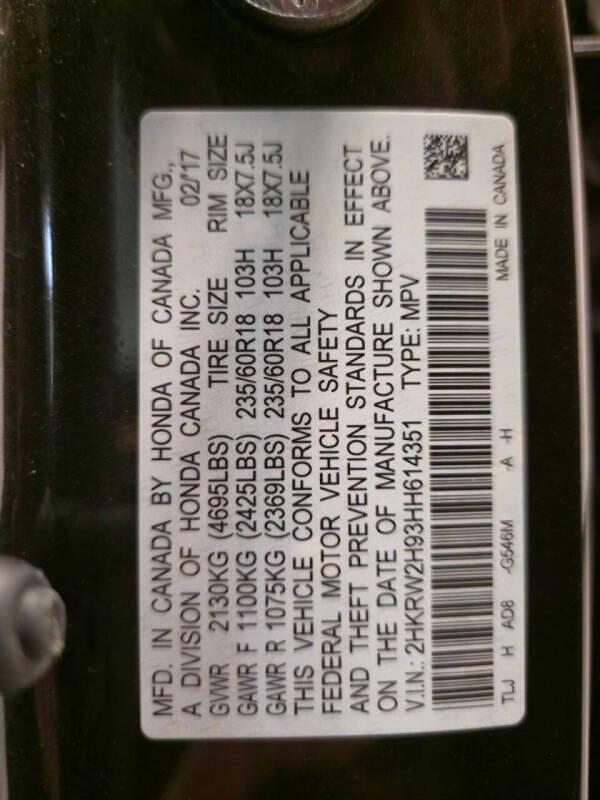 MFD. IN CANADA BY HONDA OF CANADA MFG.,
A DIVISION OF HONDA CANADA INC. 02/'17
GVWR 2130KG (4695LBS) TIRE SIZE RIM SIZE
GAWR F 1100KG (2425LBS) 235/60R18 103H 18X7.5J
GAWR R 1075KG (2369LBS) 235/60R18 103H 18X7.5J
THIS VEHICLE CONFORMS TO ALL APPLICABLE
FEDERAL MOTOR VEHICLE SAFETY
AND THEFT PREVENTION STANDARDS IN EFFECT
ON THE DATE OF MANUFACTURE SHOWN ABOVE.
V.I.N.: 2HKRW2H93HH614351 TYPE: MPV
TLJ H AD8 -G546M -A -H MADE IN CANADA